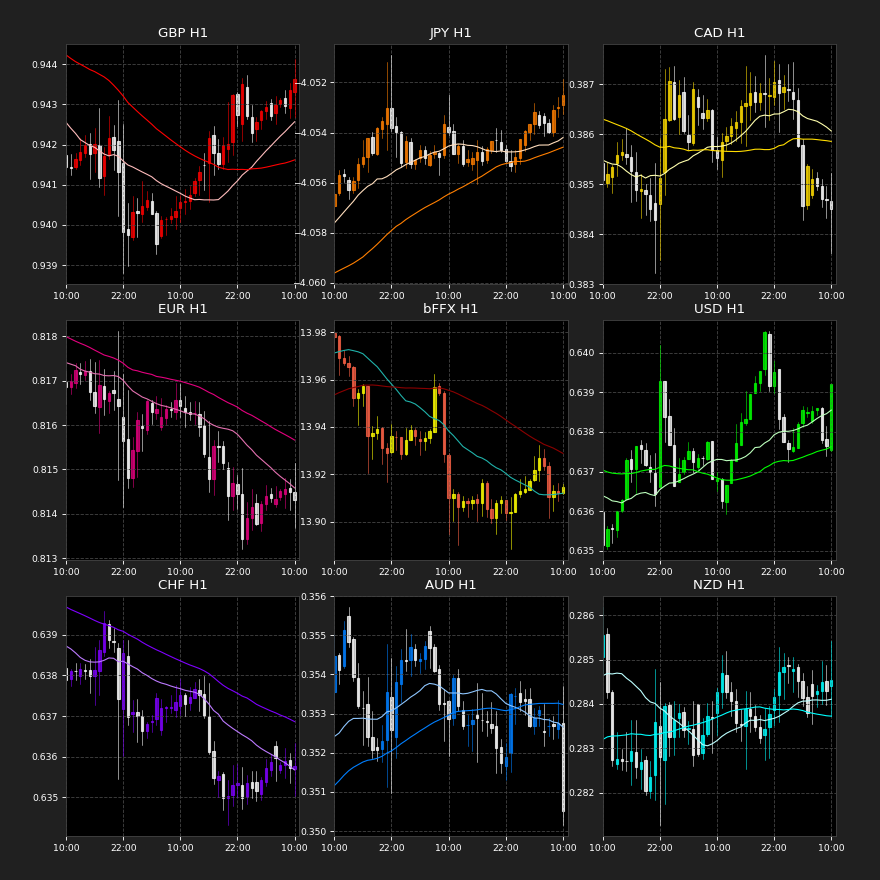 GBP H1
0.944
0.943
0.942
0.941
0.940
0.939
10:00 22:00 10:00 22:00 10:00
JPY H1
−4.052
−4.054
−4.056
−4.058
−4.060
10:00 22:00 10:00 22:00 10:00
CAD H1
0.387
0.386
0.385
0.384
0.383
10:00 22:00 10:00 22:00 10:00
EUR H1
0.818
0.817
0.816
0.815
0.814
0.813
10:00 22:00 10:00 22:00 10:00
bFFX H1
13.98
13.96
13.94
13.92
13.90
10:00 22:00 10:00 22:00 10:00
USD H1
0.640
0.639
0.638
0.637
0.636
0.635
10:00 22:00 10:00 22:00 10:00
CHF H1
0.639
0.638
0.637
0.636
0.635
10:00 22:00 10:00 22:00 10:00
AUD H1
0.356
0.355
0.354
0.353
0.352
0.351
0.350
10:00 22:00 10:00 22:00 10:00
NZD H1
0.286
0.285
0.284
0.283
0.282
10:00 22:00 10:00 22:00 10:00